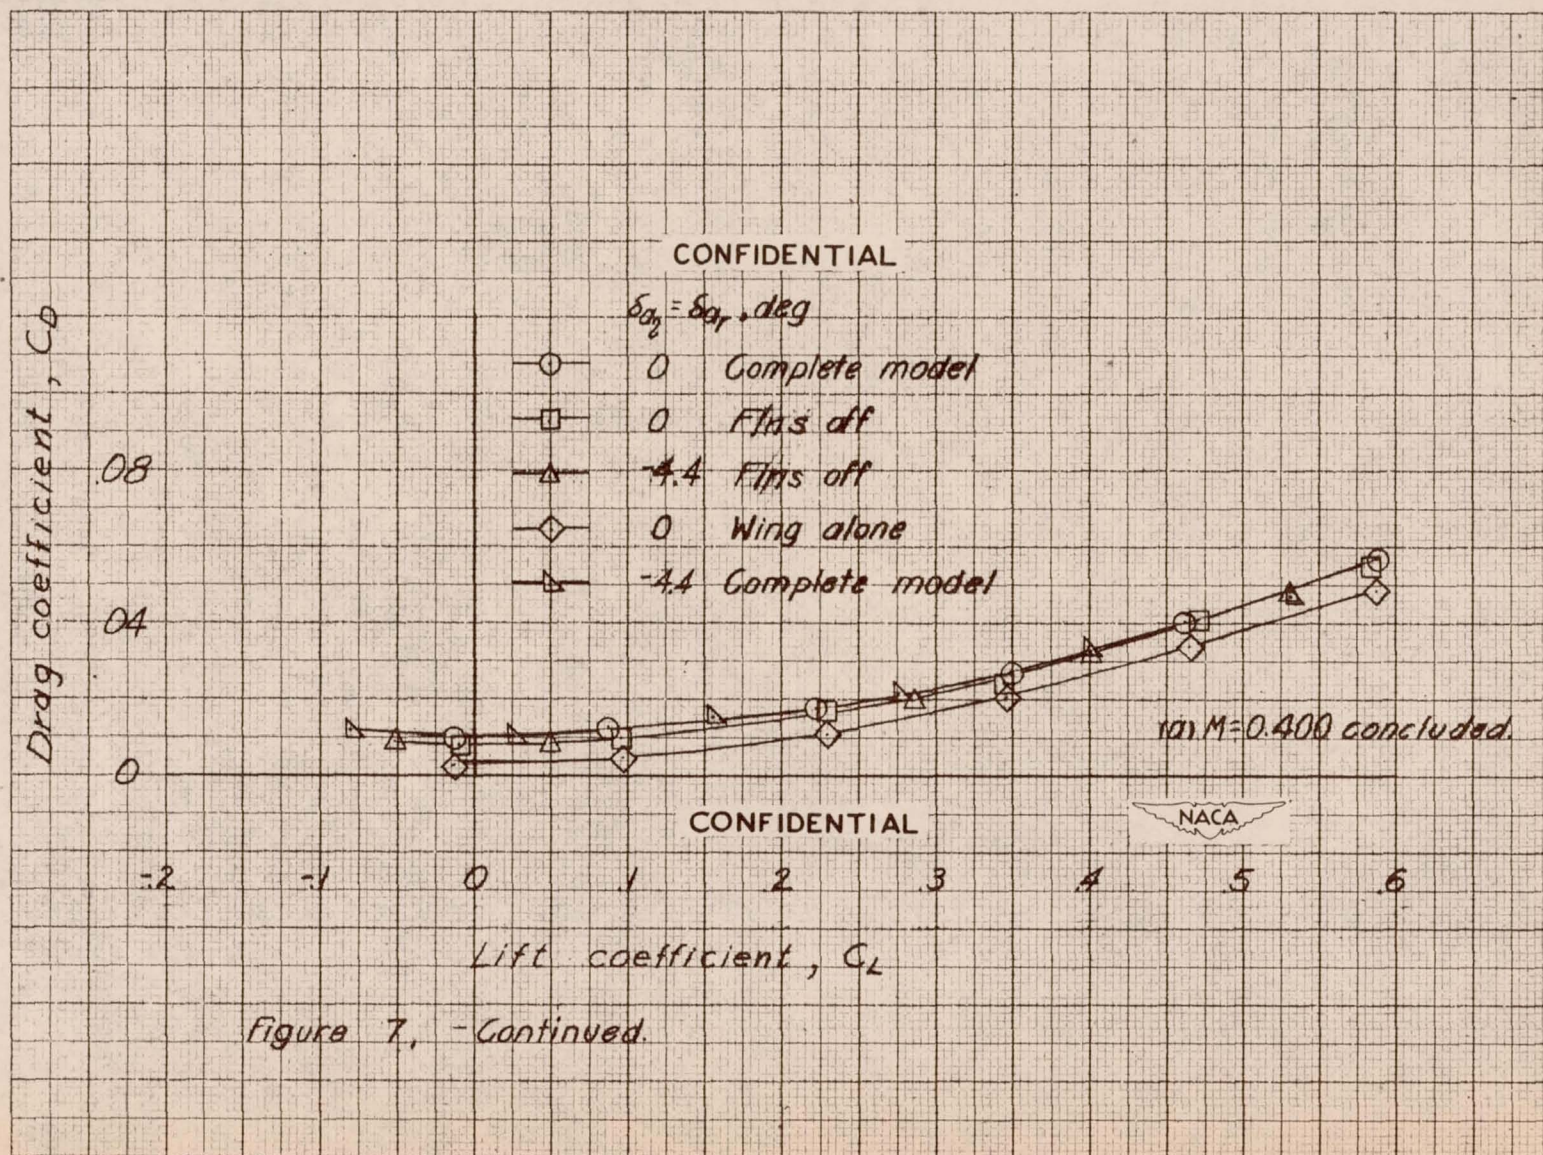 CONFIDENTIAL
δaₗ = δaᵣ, deg
0 Complete model
0 Fins off
-4.4 Fins off
0 Wing alone
-4.4 Complete model
Drag coefficient, C_D
.08
.04
0
(a) M=0.400 concluded.
CONFIDENTIAL
NACA
-.2 -.1 0 .1 .2 .3 .4 .5 .6
Lift coefficient, C_L
Figure 7. - Continued.